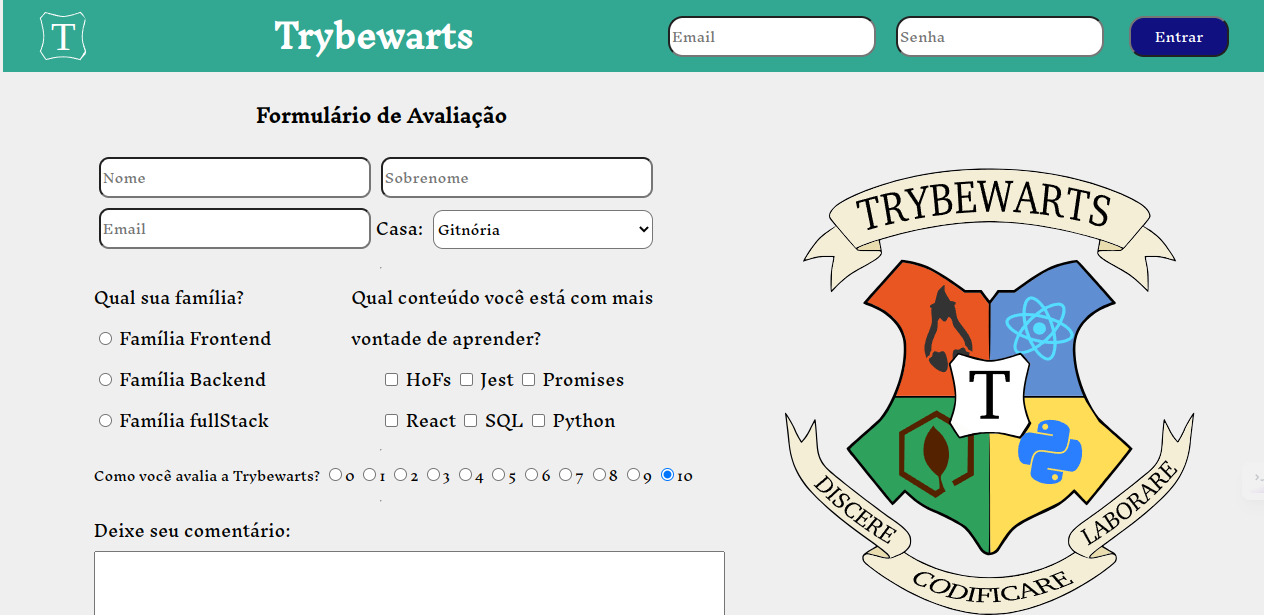 T
Trybewarts
Email
Senha
Entrar
Formulário de Avaliação
Nome
Sobrenome
Email
Casa:
Gitnória
Qual sua família?
Família Frontend
Família Backend
Família fullStack
Qual conteúdo você está com mais
vontade de aprender?
HoFs Jest Promises
React SQL Python
Como você avalia a Trybewarts? 0 1 2 3 4 5 6 7 8 9 10
Deixe seu comentário:
TRYBEWARTS
T
DISCERE
CODIFICARE
LABORARE